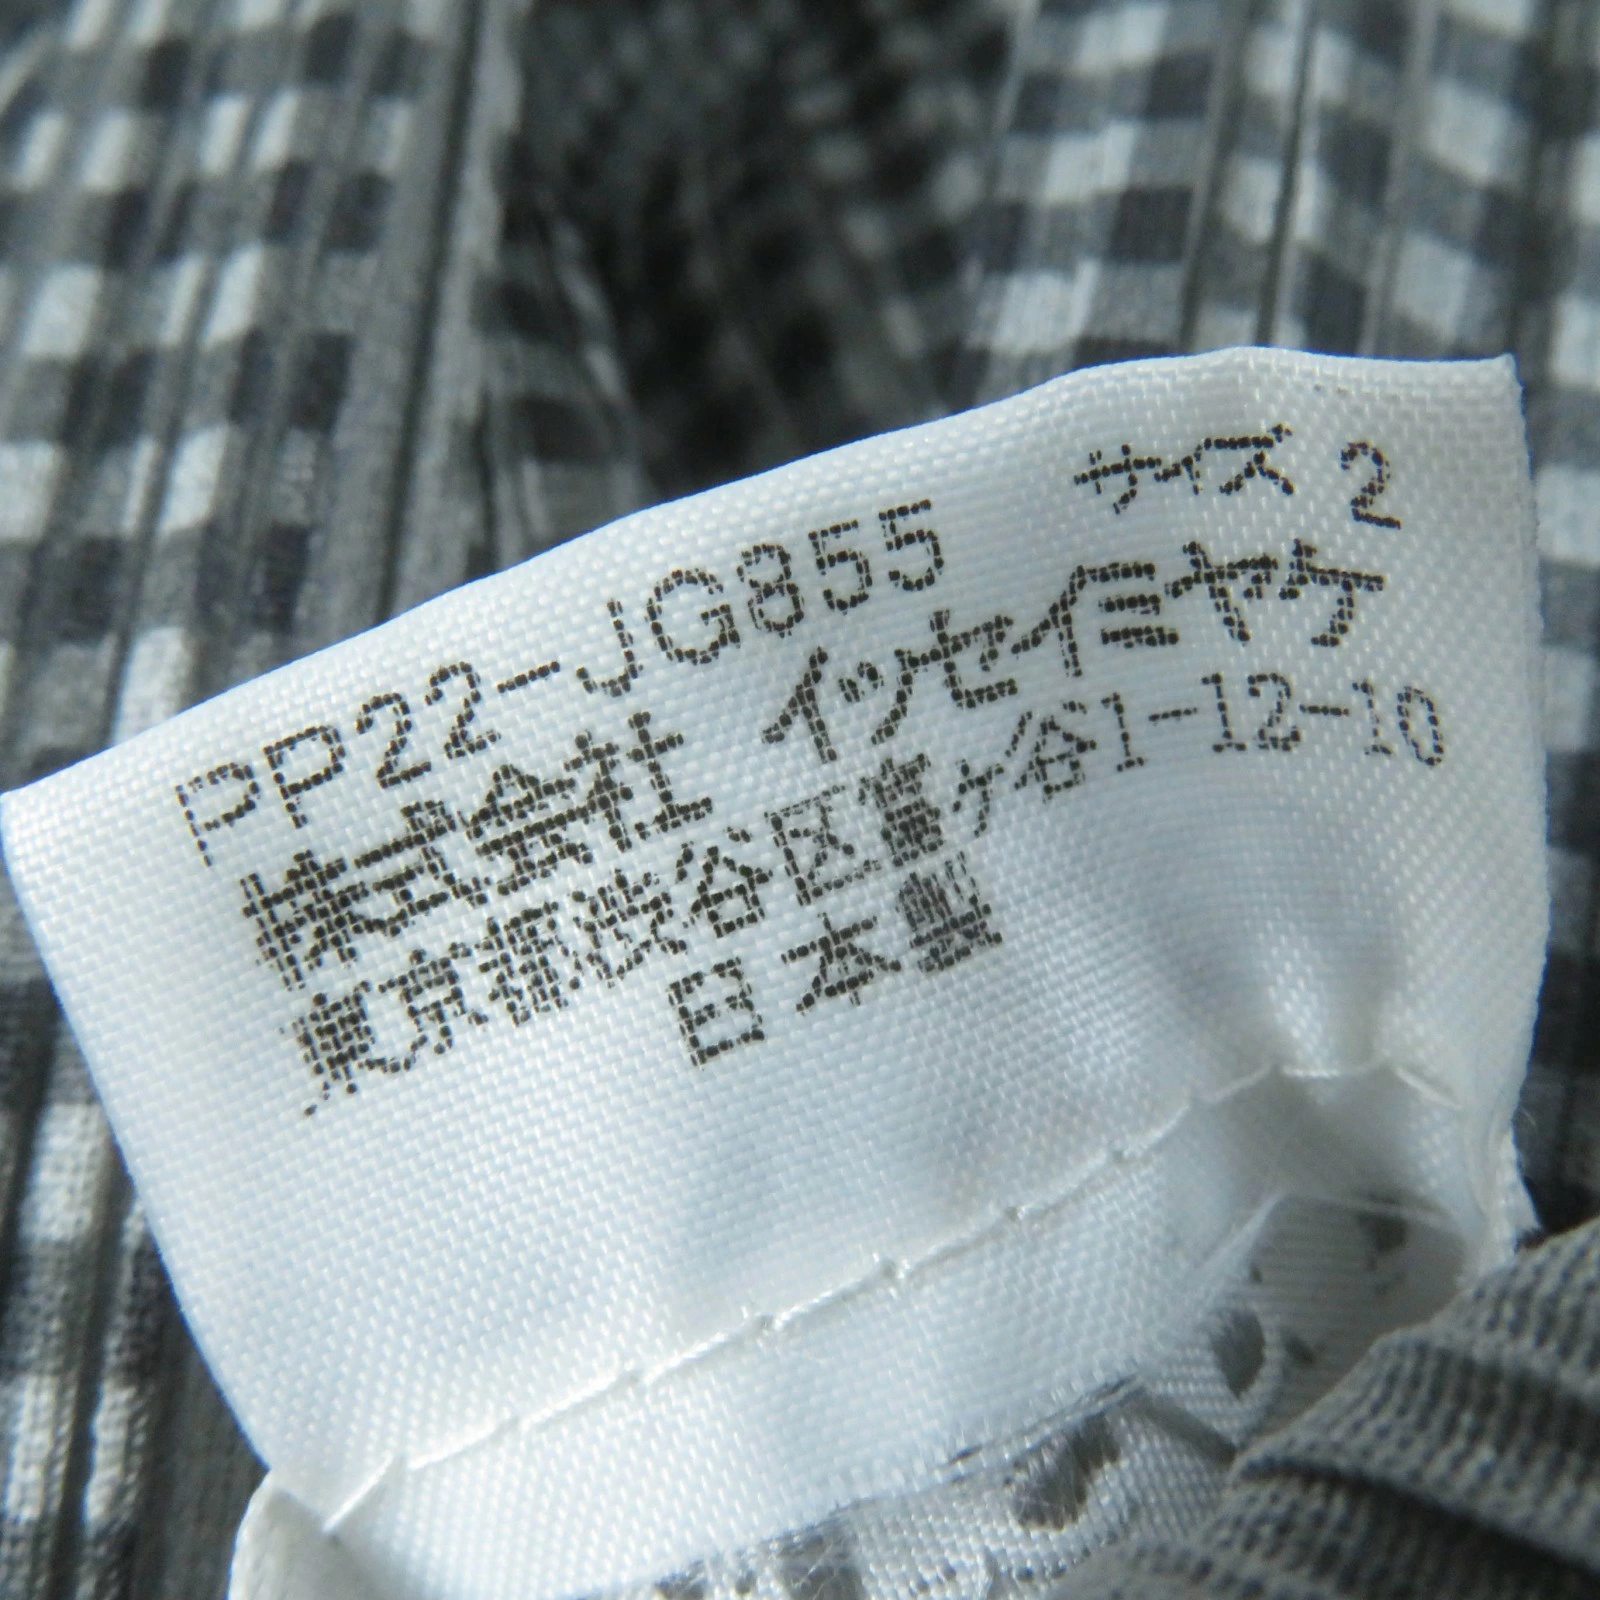 PP22-JG855 サイズ 2
株式会社 イッセイミヤケ
東京都渋谷区富ヶ谷1-12-10
日本製